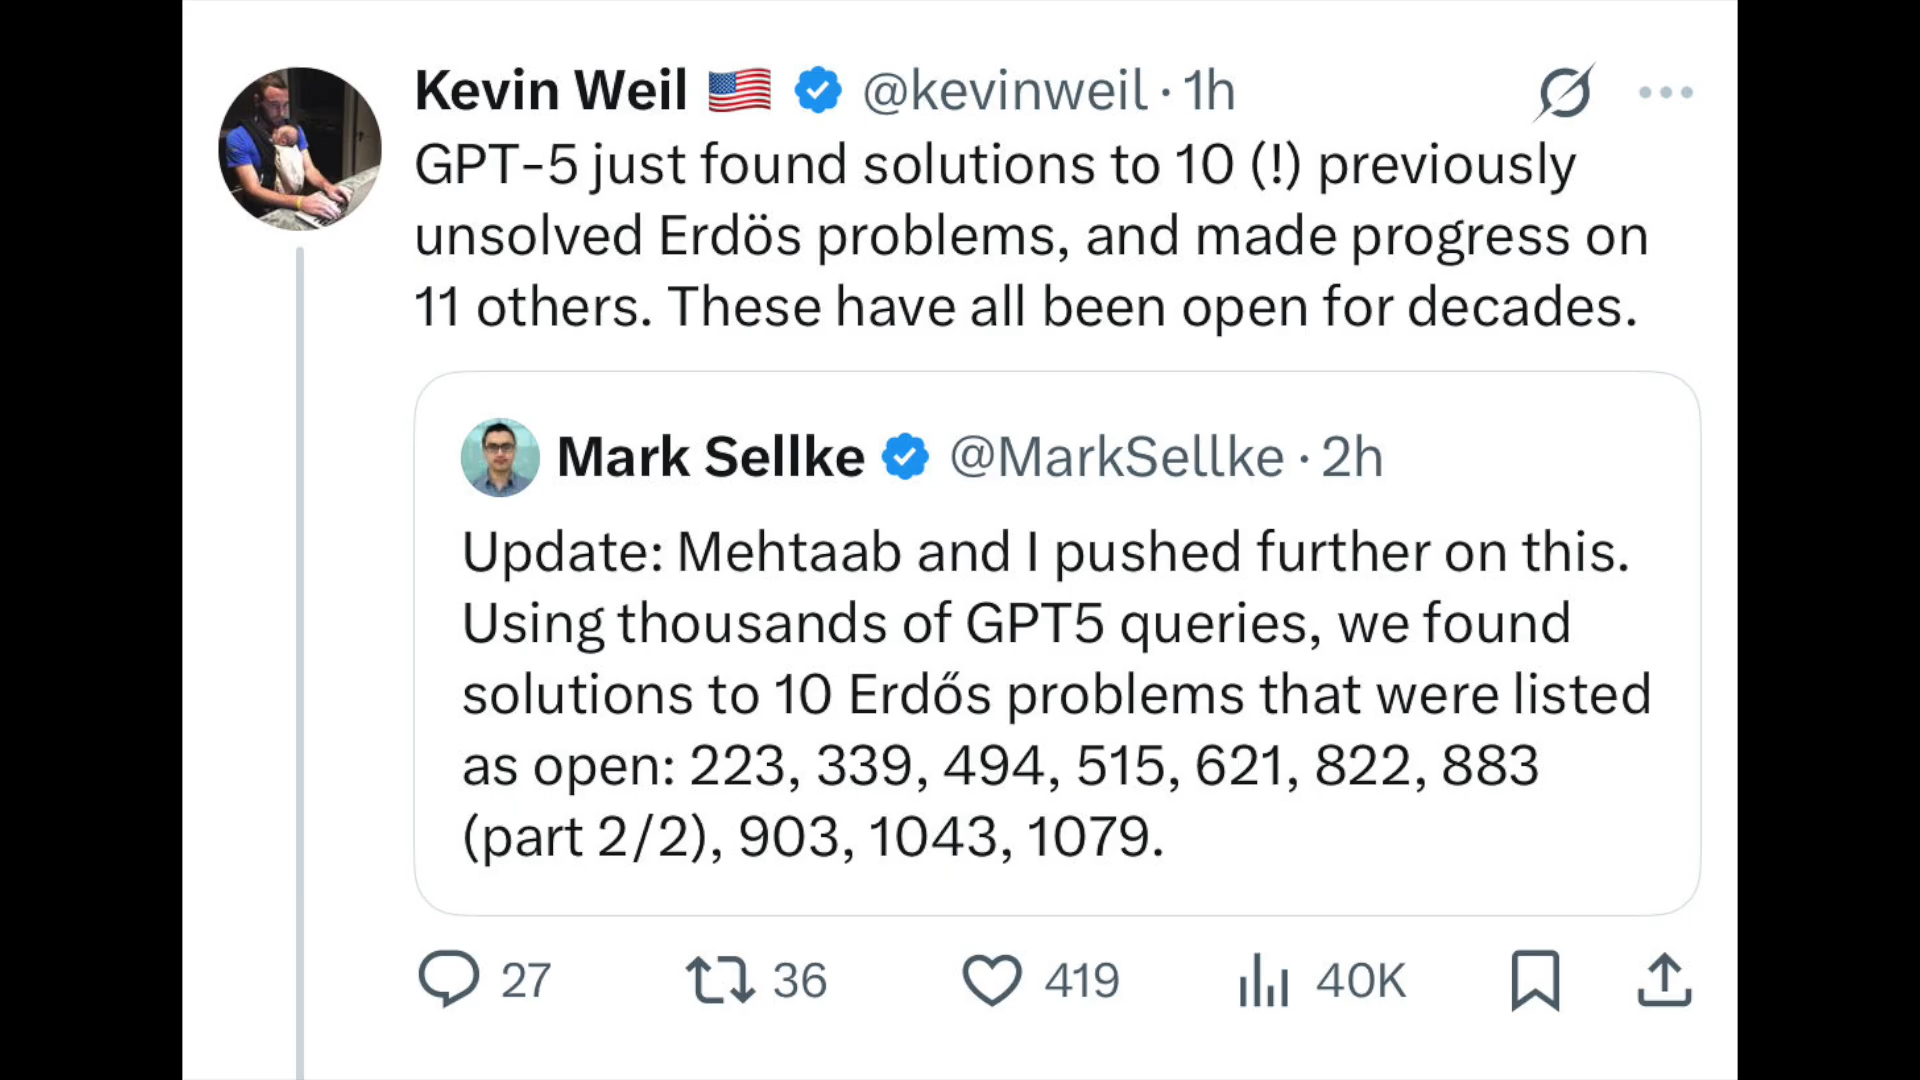 Kevin Weil 🇺🇸 @kevinweil · 1h
GPT-5 just found solutions to 10 (!) previously
unsolved Erdös problems, and made progress on
11 others. These have all been open for decades.
Mark Sellke @MarkSellke · 2h
Update: Mehtaab and I pushed further on this.
Using thousands of GPT5 queries, we found
solutions to 10 Erdős problems that were listed
as open: 223, 339, 494, 515, 621, 822, 883
(part 2/2), 903, 1043, 1079.
27 36 419 40K